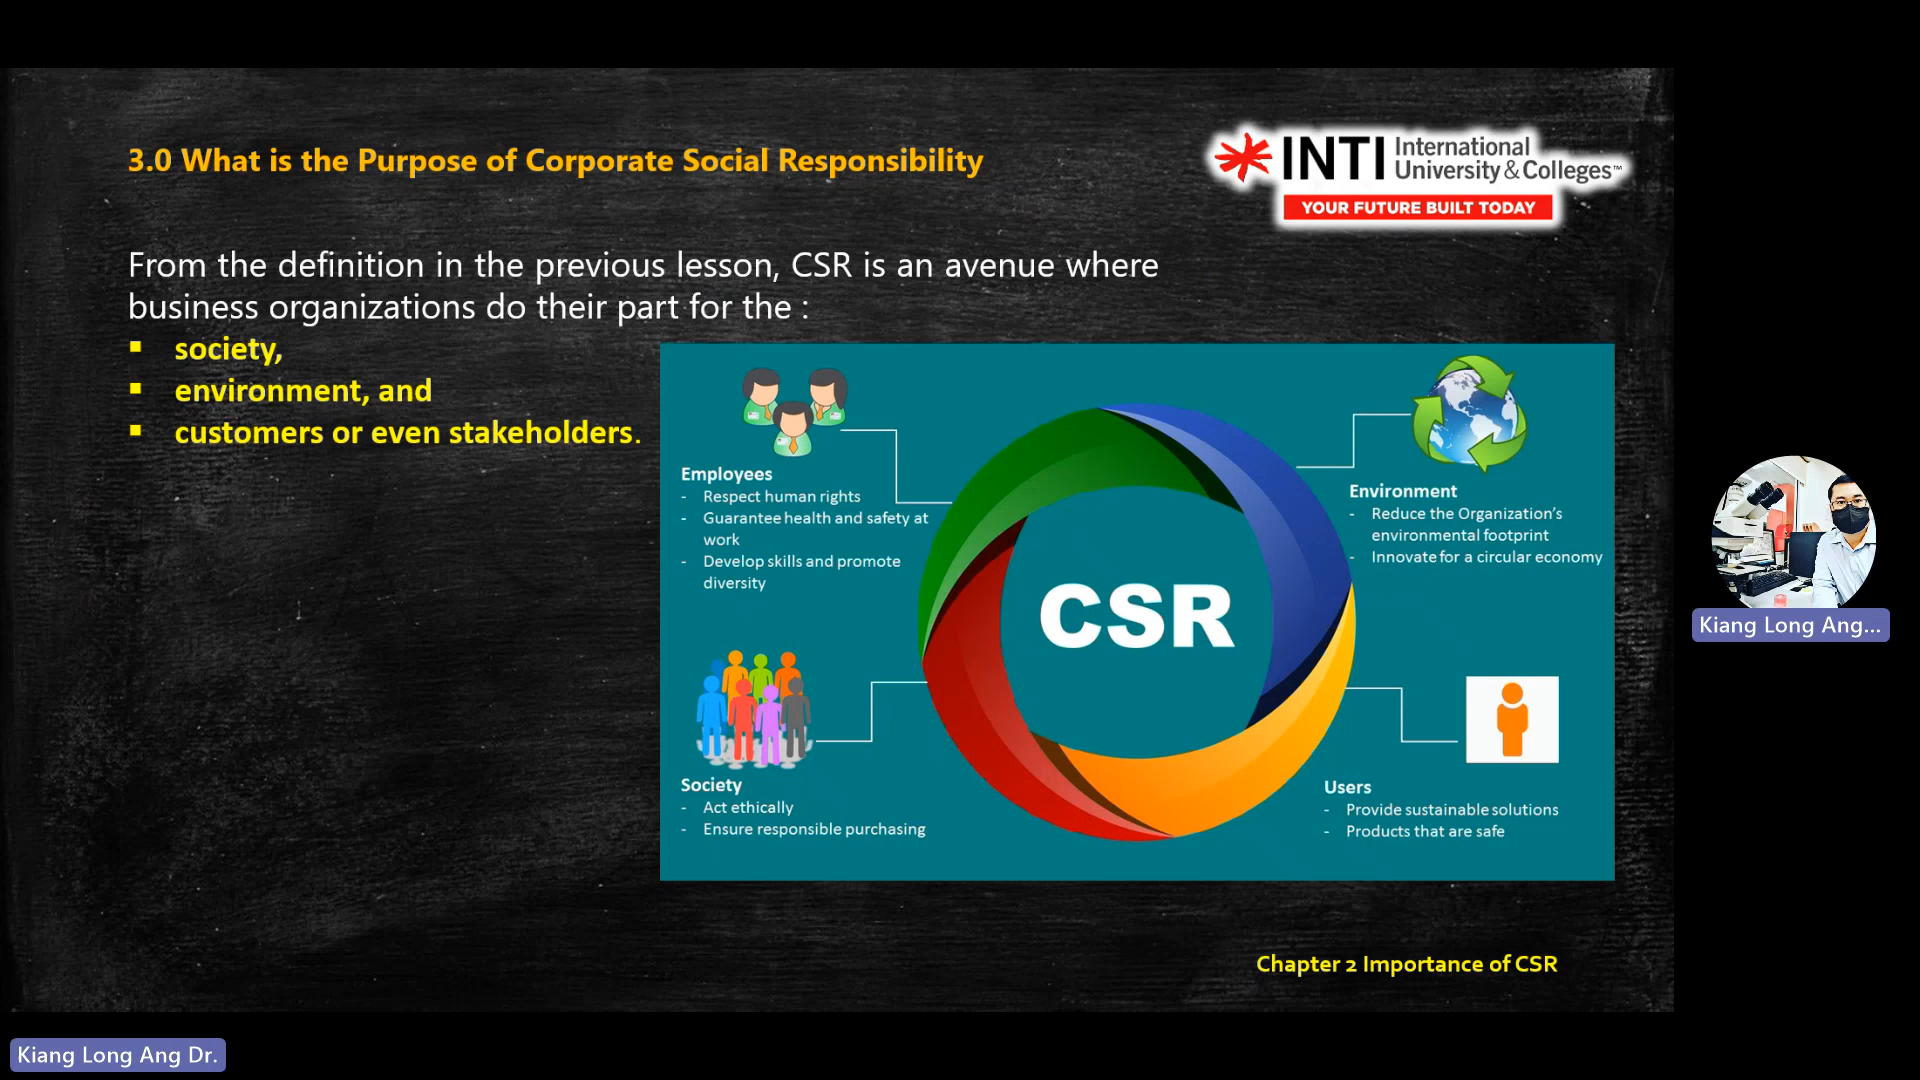 3.0 What is the Purpose of Corporate Social Responsibility
INTI International
University & Colleges™
YOUR FUTURE BUILT TODAY
From the definition in the previous lesson, CSR is an avenue where
business organizations do their part for the :
▪ society,
▪ environment, and
▪ customers or even stakeholders.
Employees
- Respect human rights
- Guarantee health and safety at
work
- Develop skills and promote
diversity
Environment
- Reduce the Organization's
environmental footprint
- Innovate for a circular economy
CSR
Society
- Act ethically
- Ensure responsible purchasing
Users
- Provide sustainable solutions
- Products that are safe
Kiang Long Ang...
Chapter 2 Importance of CSR
Kiang Long Ang Dr.